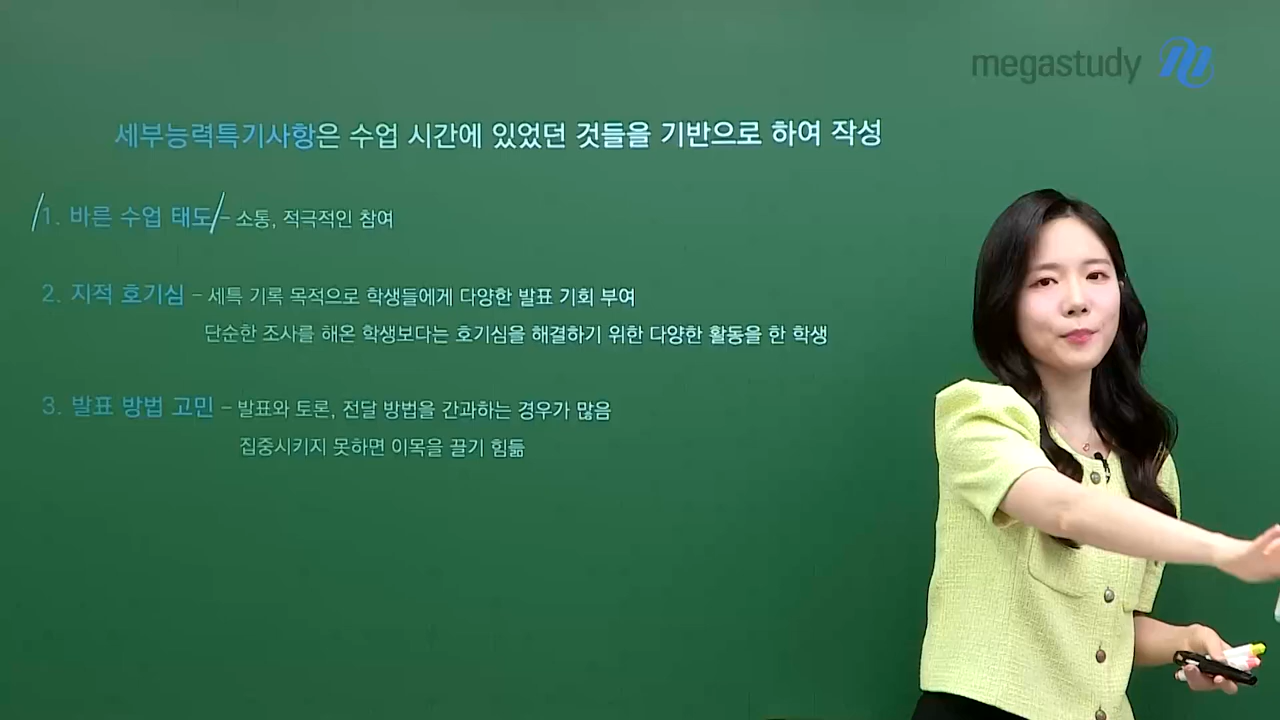 megastudy
세부능력특기사항은 수업 시간에 있었던 것들을 기반으로 하여 작성
1. 바른 수업 태도 - 소통, 적극적인 참여
2. 지적 호기심 - 세특 기록 목적으로 학생들에게 다양한 발표 기회 부여
단순한 조사를 해온 학생보다는 호기심을 해결하기 위한 다양한 활동을 한 학생
3. 발표 방법 고민 - 발표와 토론, 전달 방법을 간과하는 경우가 많음
집중시키지 못하면 이목을 끌기 힘듦